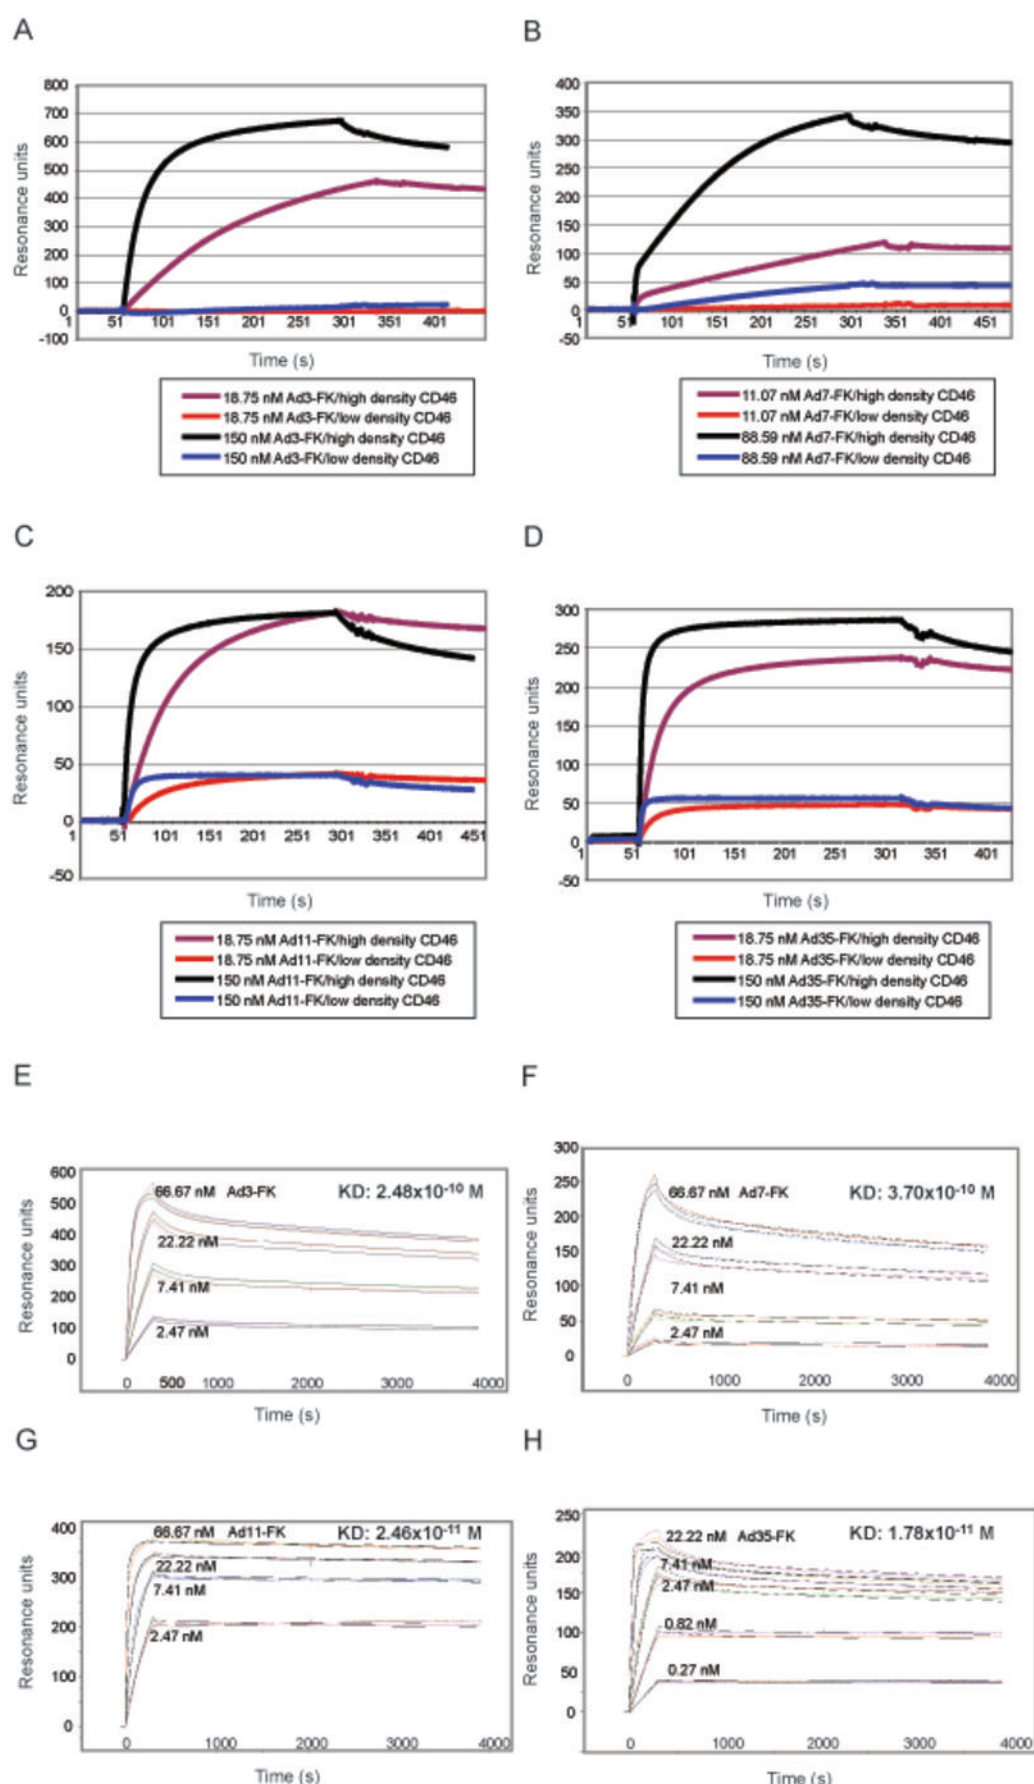 A
800
700
600
500
400
300
200
100
0
-100
Resonance units
1 51 101 151 201 251 301 351 401
Time (s)
18.75 nM Ad3-FK/high density CD46
18.75 nM Ad3-FK/low density CD46
150 nM Ad3-FK/high density CD46
150 nM Ad3-FK/low density CD46
B
400
350
300
250
200
150
100
50
0
-50
Resonance units
1 51 101 151 201 251 301 351 401 451
Time (s)
11.07 nM Ad7-FK/high density CD46
11.07 nM Ad7-FK/low density CD46
88.59 nM Ad7-FK/high density CD46
88.59 nM Ad7-FK/low density CD46
C
200
150
100
50
0
-50
Resonance units
1 51 101 151 201 251 301 351 401 451
Time (s)
18.75 nM Ad11-FK/high density CD46
18.75 nM Ad11-FK/low density CD46
150 nM Ad11-FK/high density CD46
150 nM Ad11-FK/low density CD46
D
300
250
200
150
100
50
0
-50
Resonance units
1 51 101 151 201 251 301 351 401
Time (s)
18.75 nM Ad35-FK/high density CD46
18.75 nM Ad35-FK/low density CD46
150 nM Ad35-FK/high density CD46
150 nM Ad35-FK/low density CD46
E
600
500
400
300
200
100
0
Resonance units
66.67 nM Ad3-FK KD: 2.48x10⁻¹⁰ M
22.22 nM
7.41 nM
2.47 nM
0 500 1000 2000 3000 4000
Time (s)
F
300
250
200
150
100
50
0
Resonance units
66.67 nM Ad7-FK KD: 3.70x10⁻¹⁰ M
22.22 nM
7.41 nM
2.47 nM
0 1000 2000 3000 4000
Time (s)
G
400
300
200
100
0
Resonance units
66.67 nM Ad11-FK KD: 2.46x10⁻¹¹ M
22.22 nM
7.41 nM
2.47 nM
0 1000 2000 3000 4000
Time (s)
H
250
200
150
100
50
0
Resonance units
22.22 nM Ad35-FK KD: 1.78x10⁻¹¹ M
7.41 nM
2.47 nM
0.82 nM
0.27 nM
0 1000 2000 3000 4000
Time (s)